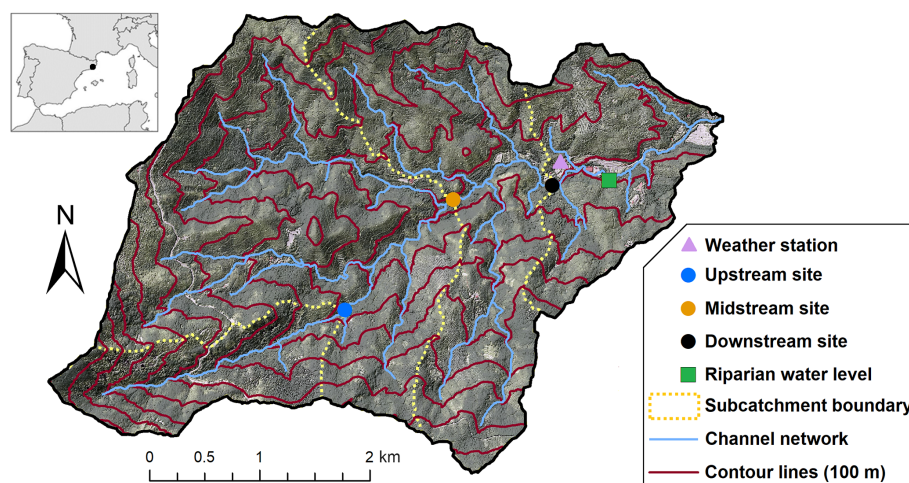 N
0 0.5 1 2 km
Weather station
Upstream site
Midstream site
Downstream site
Riparian water level
Subcatchment boundary
Channel network
Contour lines (100 m)